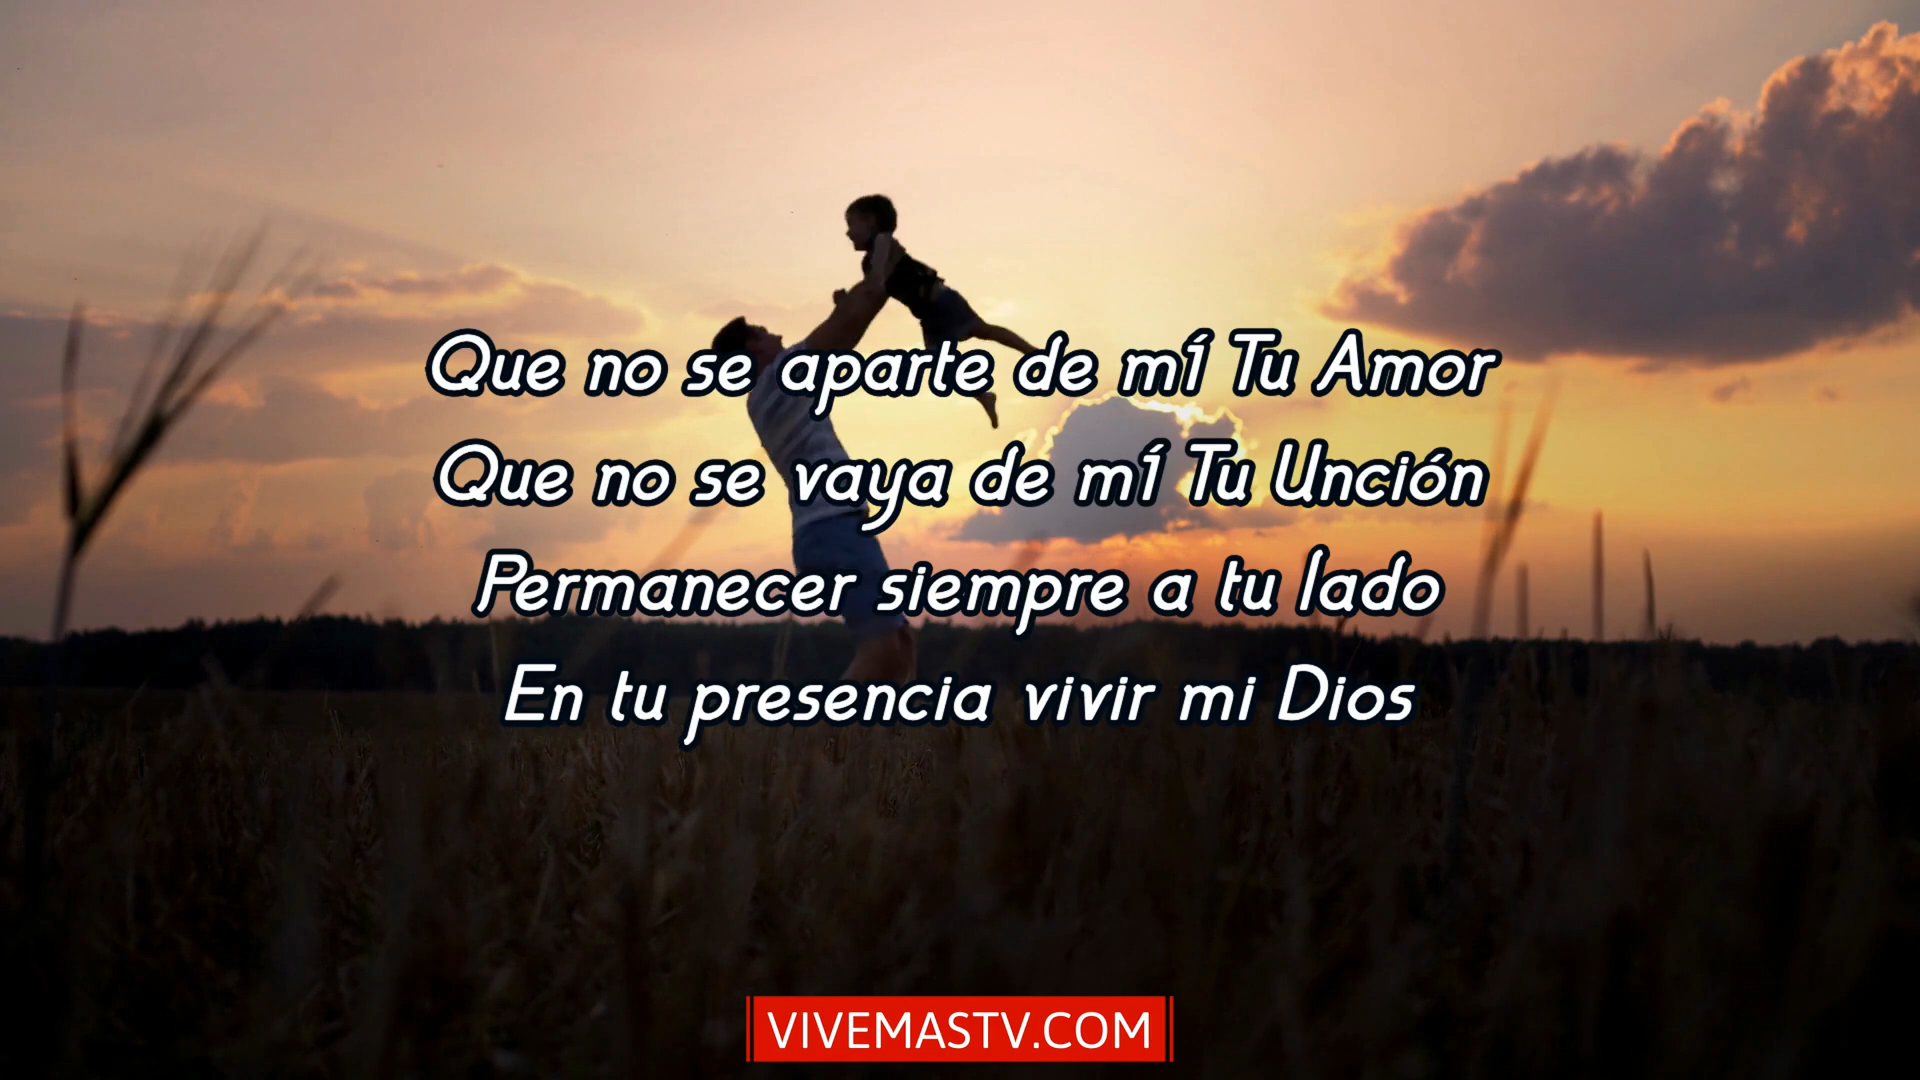 Que no se aparte de mí Tu Amor
Que no se vaya de mí Tu Unción
Permanecer siempre a tu lado
En tu presencia vivir mi Dios
VIVEMASTV.COM